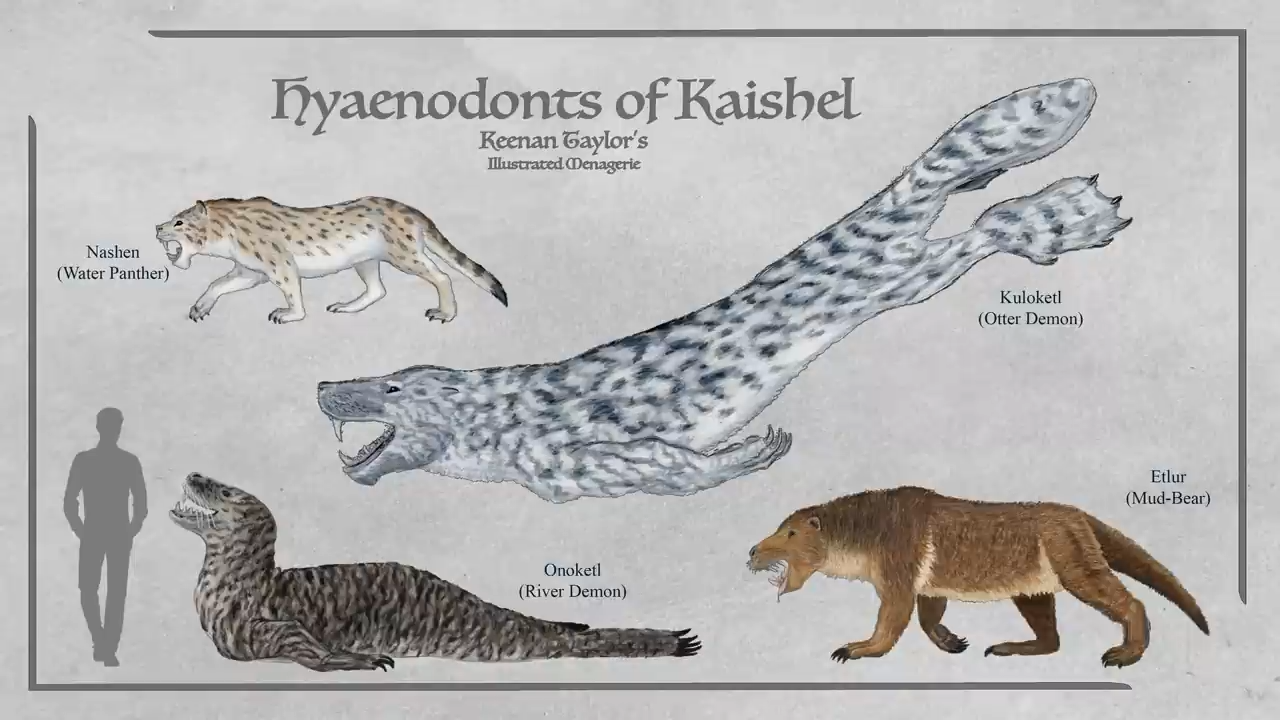 Hyaenodonts of Kaishel
Keenan Taylor's
Illustrated Menagerie
Nashen
(Water Panther)
Kuloketl
(Otter Demon)
Etlur
(Mud-Bear)
Onoketl
(River Demon)